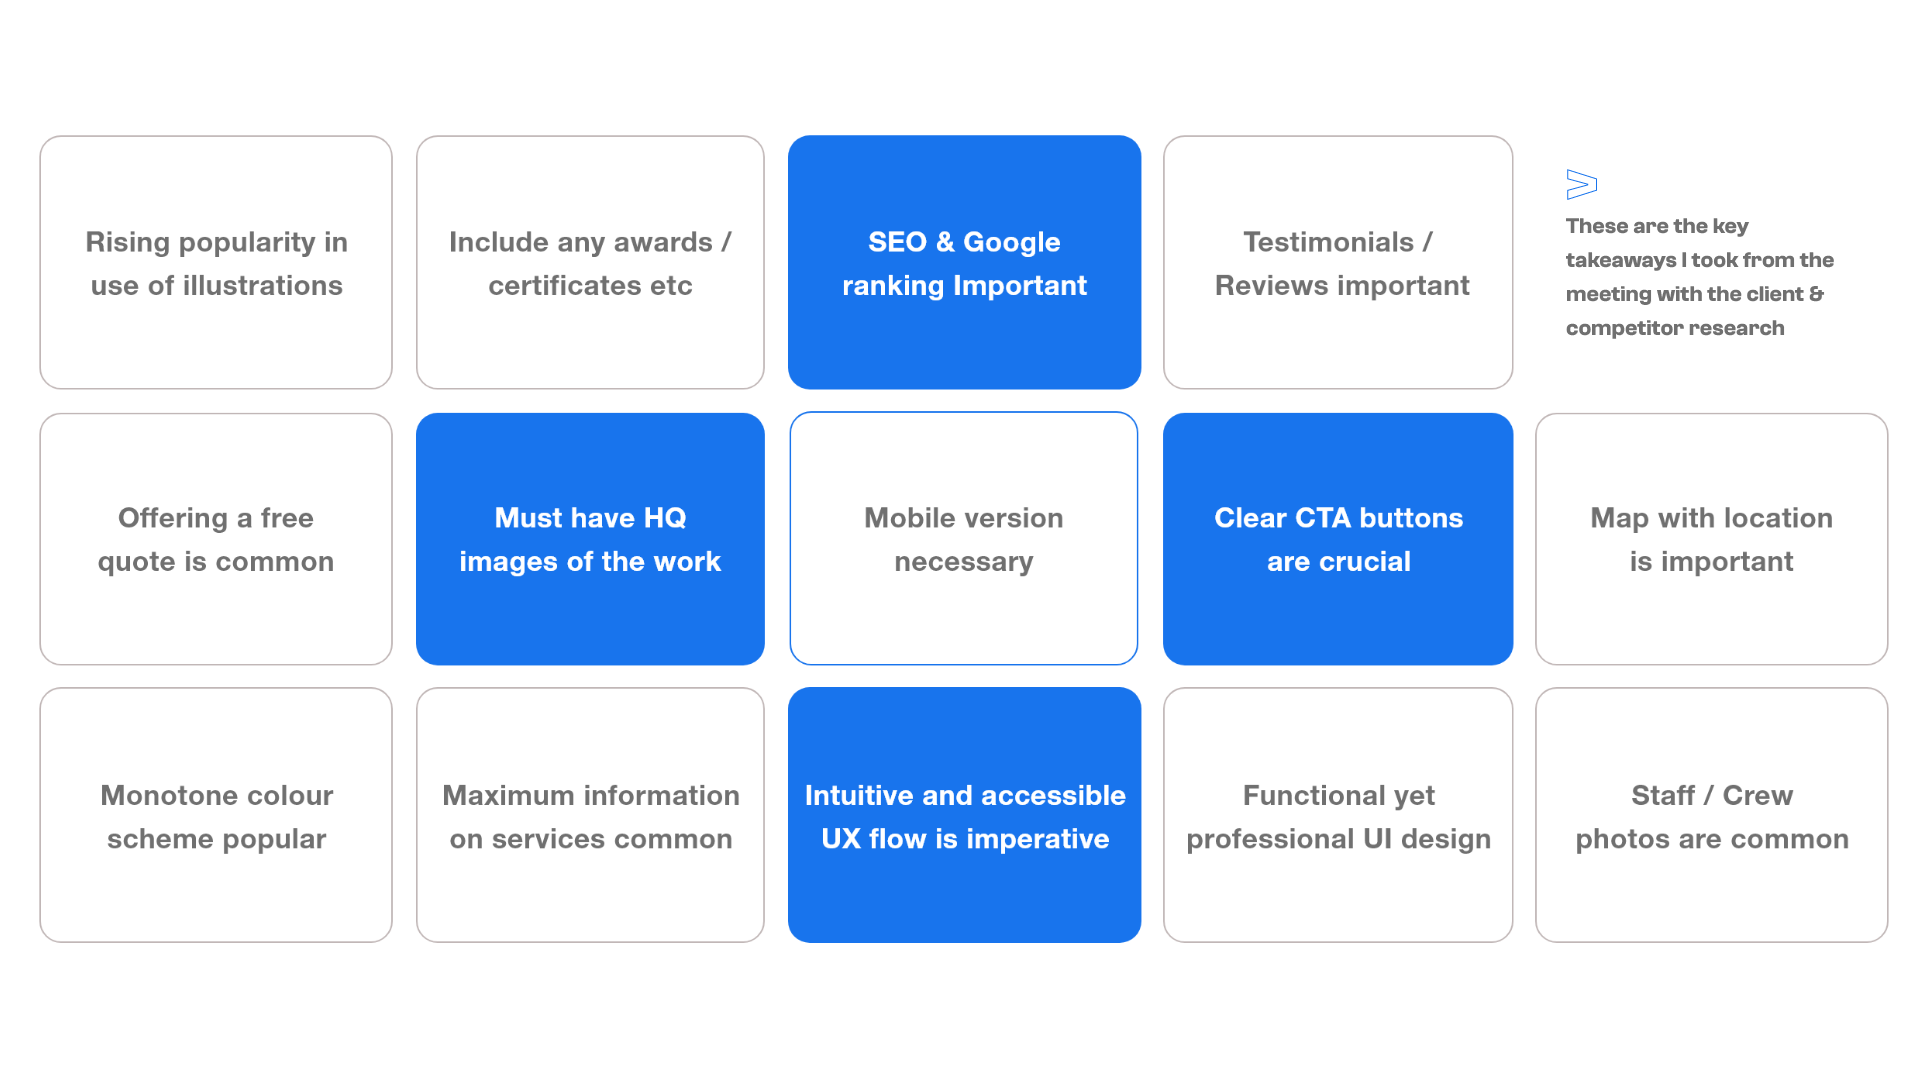 Rising popularity in
use of illustrations
Include any awards /
certificates etc
SEO & Google
ranking Important
Testimonials /
Reviews important
>
These are the key
takeaways I took from the
meeting with the client &
competitor research
Offering a free
quote is common
Must have HQ
images of the work
Mobile version
necessary
Clear CTA buttons
are crucial
Map with location
is important
Monotone colour
scheme popular
Maximum information
on services common
Intuitive and accessible
UX flow is imperative
Functional yet
professional UI design
Staff / Crew
photos are common